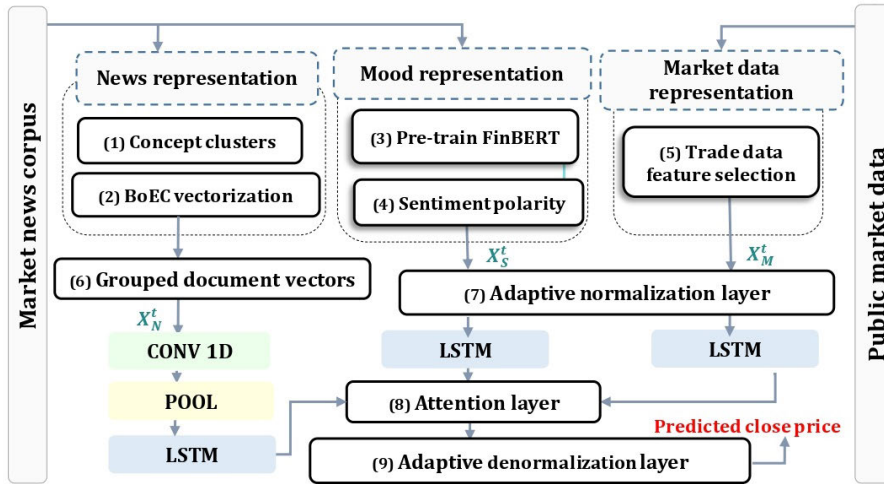 Market news corpus
News representation
(1) Concept clusters
(2) BoEC vectorization
(6) Grouped document vectors
X_N^t
CONV 1D
POOL
LSTM
Mood representation
(3) Pre-train FinBERT
(4) Sentiment polarity
X_S^t
Market data
representation
(5) Trade data
feature selection
X_M^t
(7) Adaptive normalization layer
LSTM
LSTM
(8) Attention layer
(9) Adaptive denormalization layer
Predicted close price
Public market data